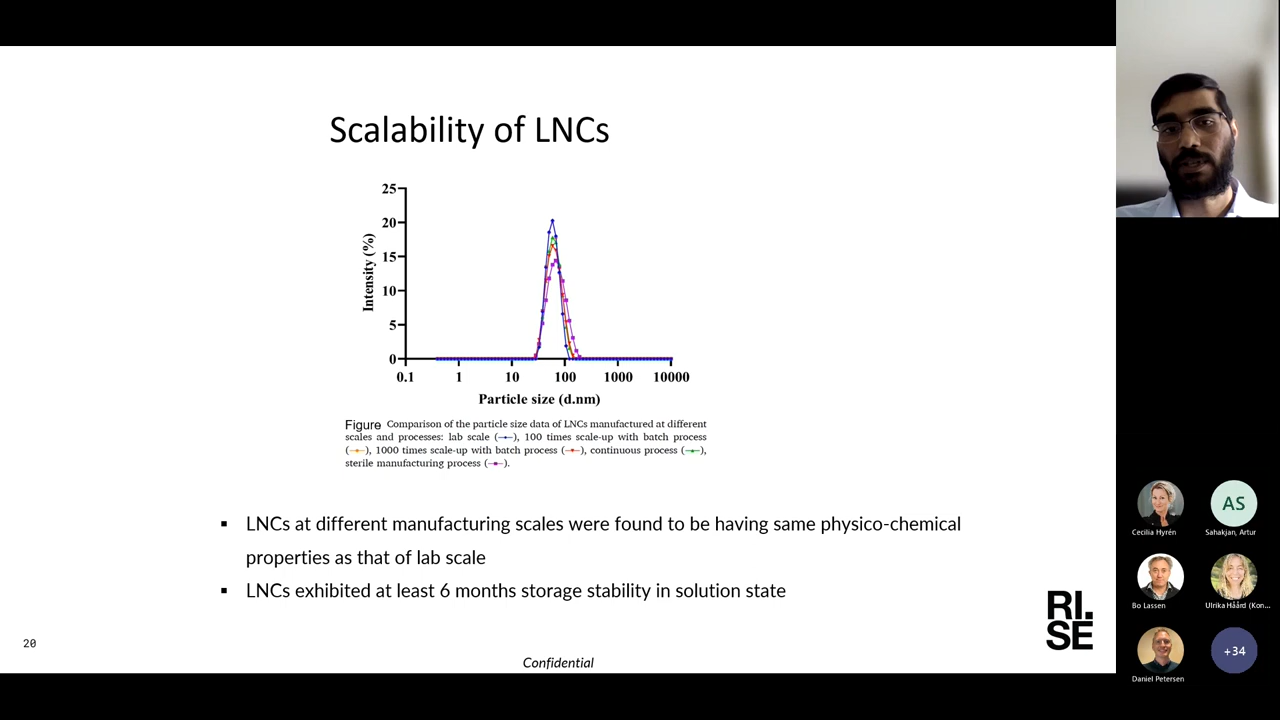 Scalability of LNCs
25
20
15
10
5
0
Intensity (%)
0.1 1 10 100 1000 10000
Particle size (d.nm)
Figure Comparison of the particle size data of LNCs manufactured at different
scales and processes: lab scale (), 100 times scale-up with batch process
(), 1000 times scale-up with batch process (), continuous process (),
sterile manufacturing process ().
▪ LNCs at different manufacturing scales were found to be having same physico-chemical
properties as that of lab scale
▪ LNCs exhibited at least 6 months storage stability in solution state
RI.
SE
20
Confidential
AS
Cecilia Hyrén
Sahakjan, Artur
Bo Lassen
Ulrika Håård (Kon...
Daniel Petersen
+34